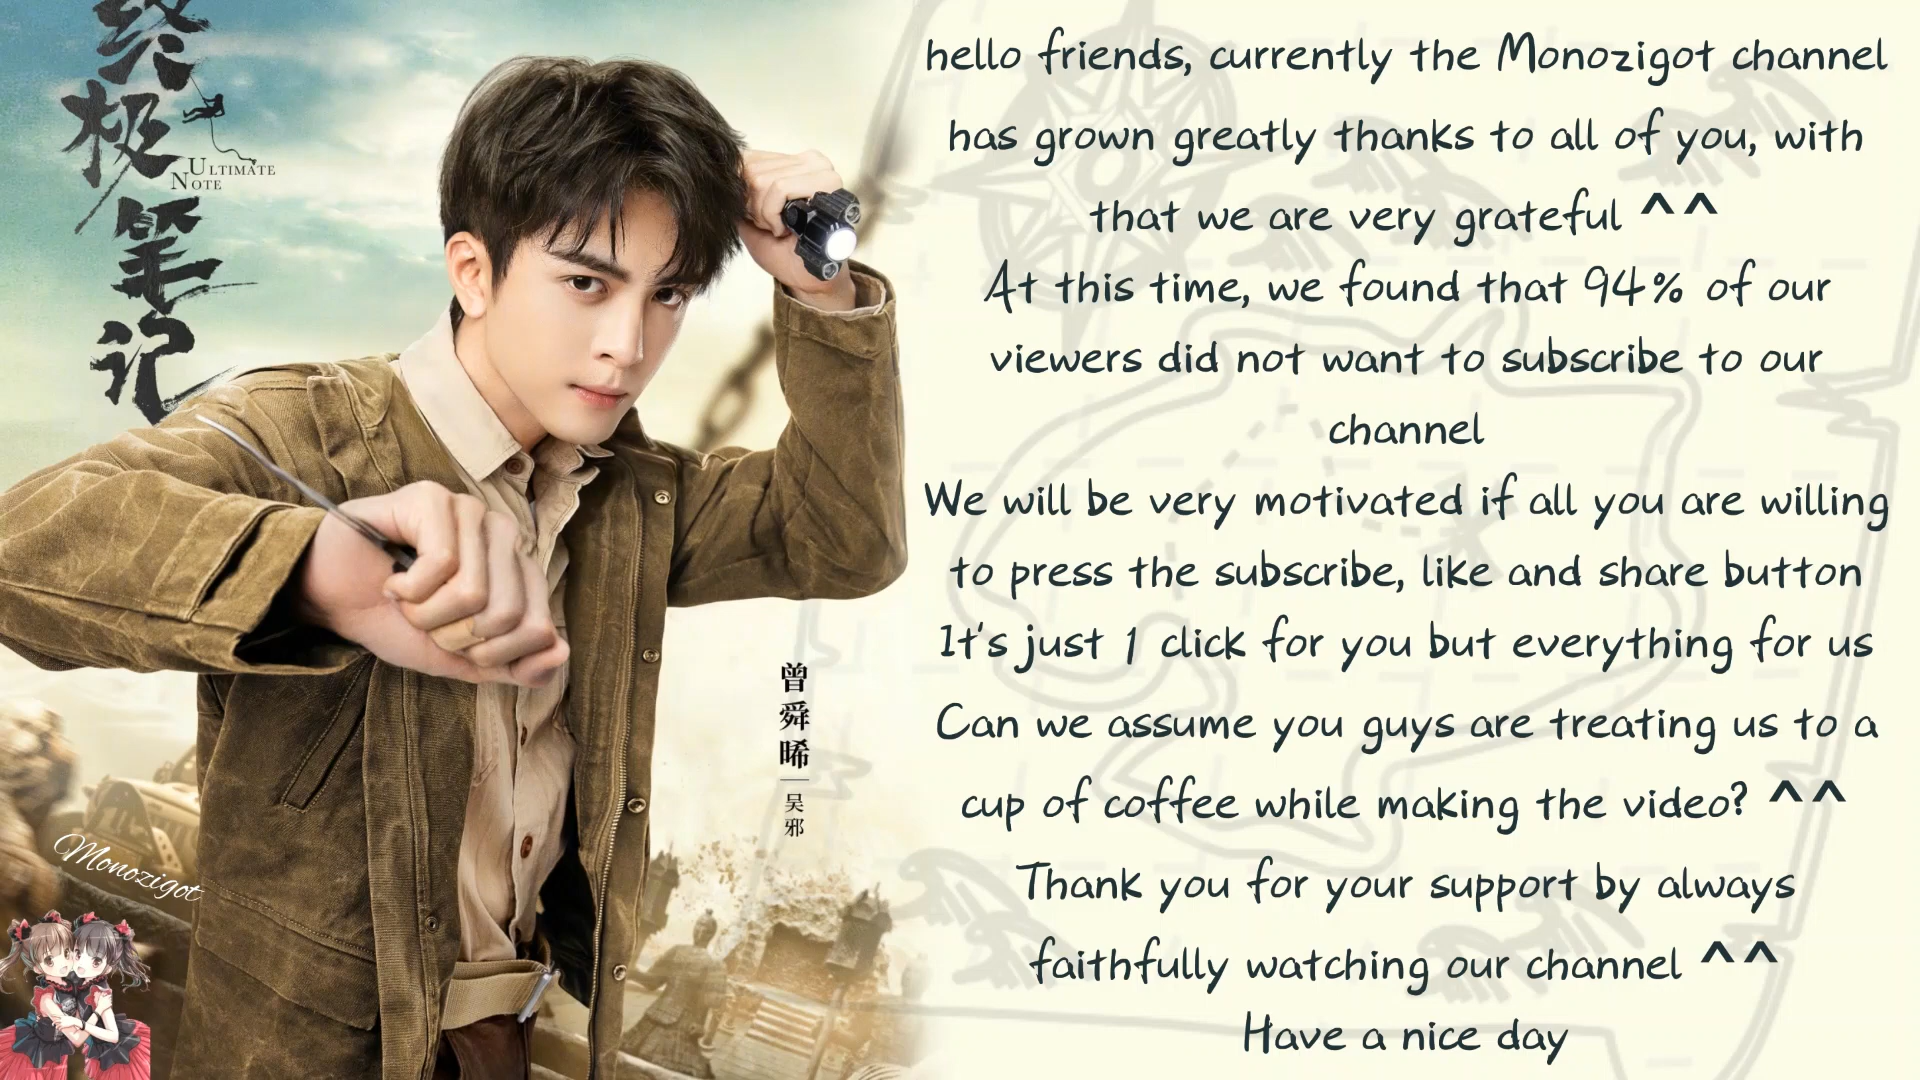 终极笔记
ULTIMATE
NOTE
曾舜晞
吴邪
Monozigot
hello friends, currently the Monozigot channel
has grown greatly thanks to all of you, with
that we are very grateful ^^
At this time, we found that 94% of our
viewers did not want to subscribe to our
channel
We will be very motivated if all you are willing
to press the subscribe, like and share button
It's just 1 click for you but everything for us
Can we assume you guys are treating us to a
cup of coffee while making the video? ^^
Thank you for your support by always
faithfully watching our channel ^^
Have a nice day